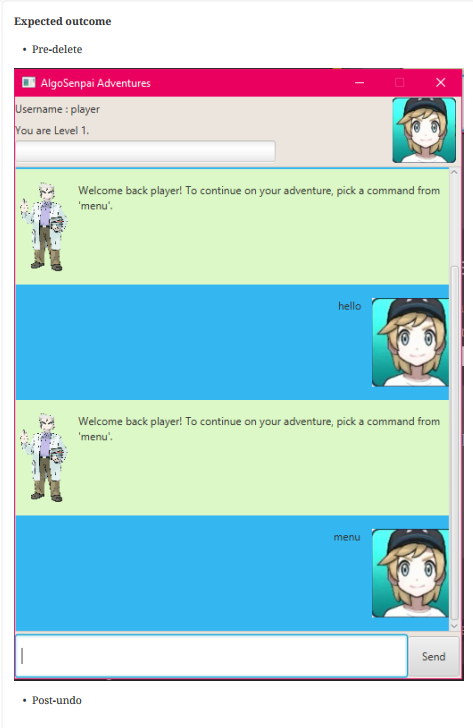 Expected outcome
• Pre-delete
AlgoSenpai Adventures
Username : player
You are Level 1.
Welcome back player! To continue on your adventure, pick a command from
'menu'.
hello
Welcome back player! To continue on your adventure, pick a command from
'menu'.
menu
Send
• Post-undo